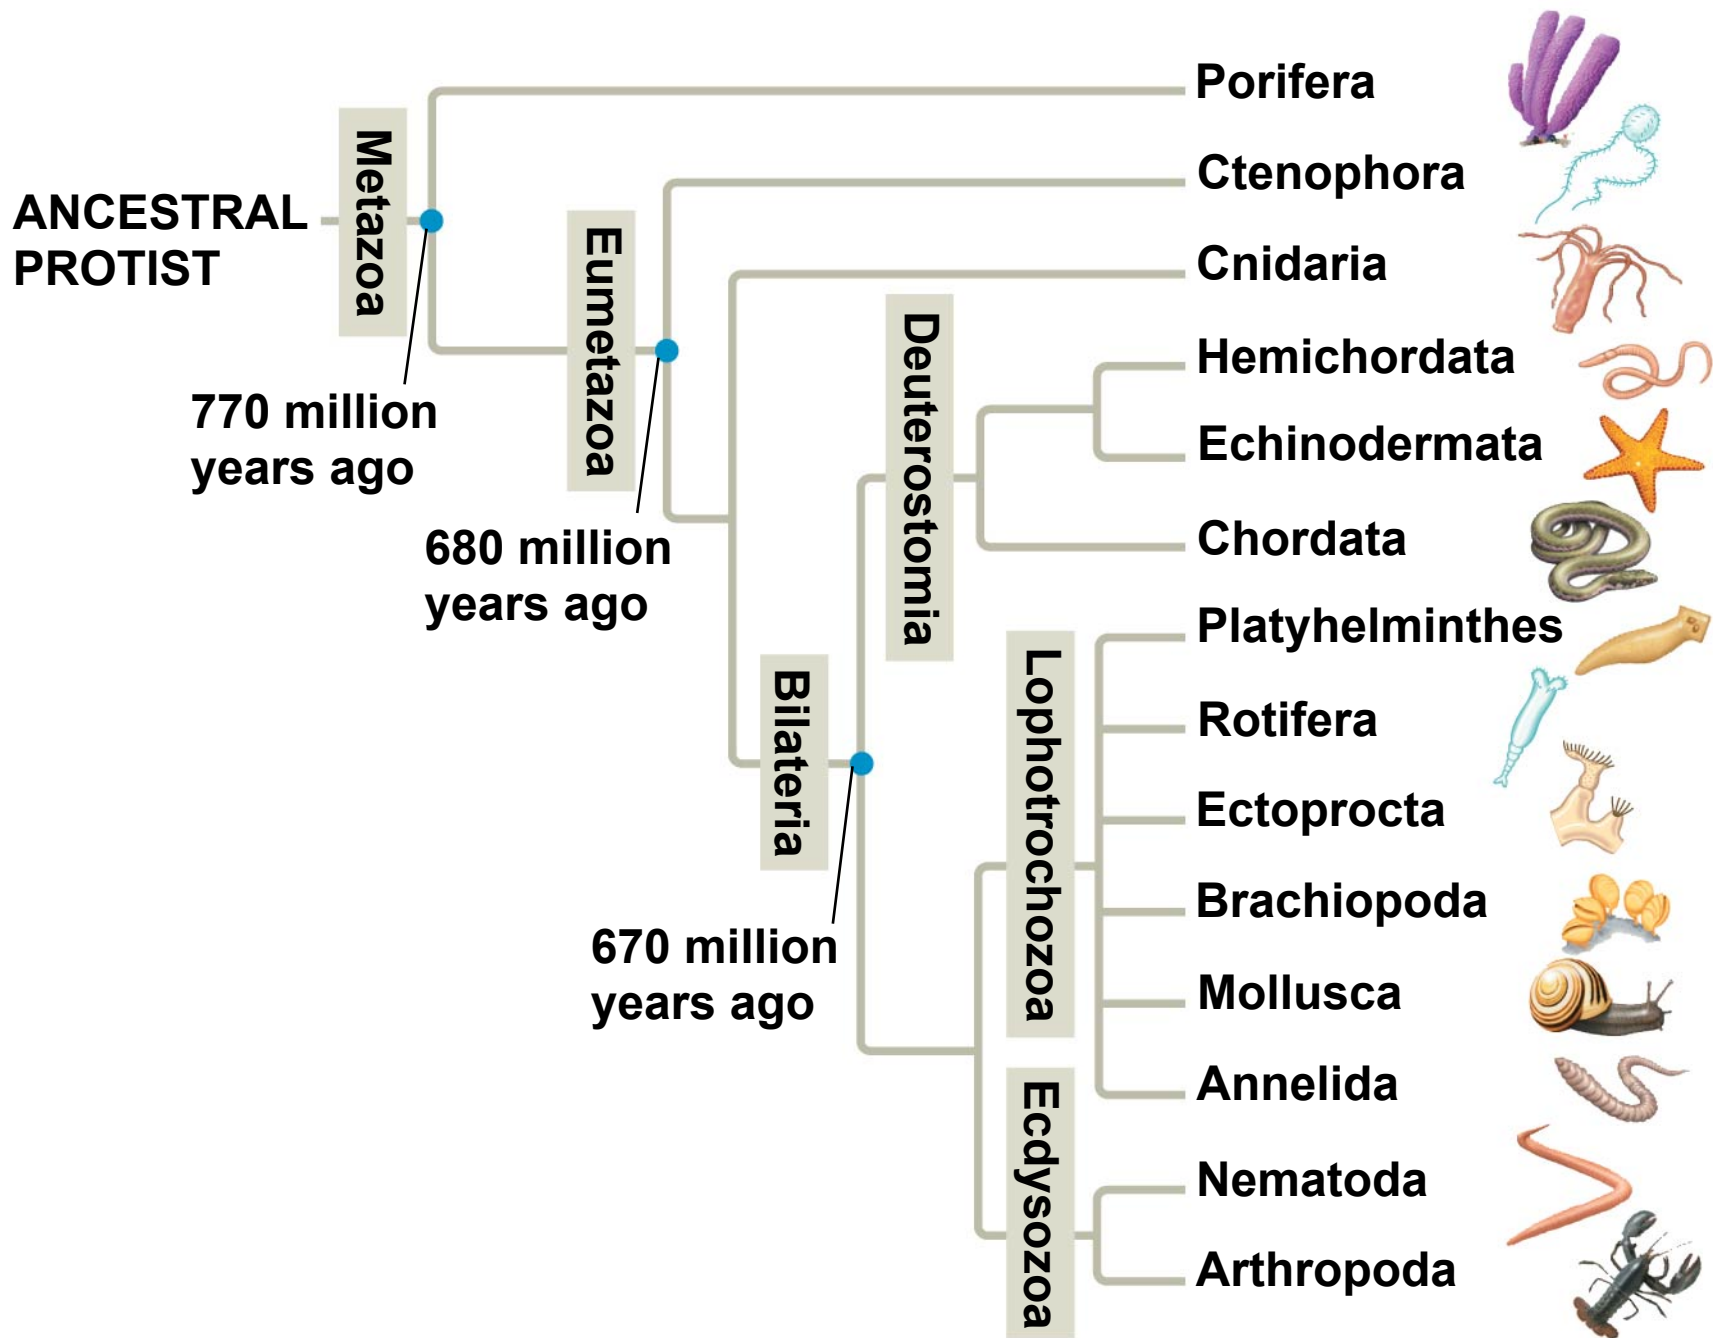 Porifera
Ctenophora
Cnidaria
Hemichordata
Echinodermata
Chordata
Platyhelminthes
Rotifera
Ectoprocta
Brachiopoda
Mollusca
Annelida
Nematoda
Arthropoda
ANCESTRAL
PROTIST
Metazoa
770 million
years ago
Eumetazoa
680 million
years ago
Bilateria
670 million
years ago
Deuterostomia
Lophotrochozoa
Ecdysozoa